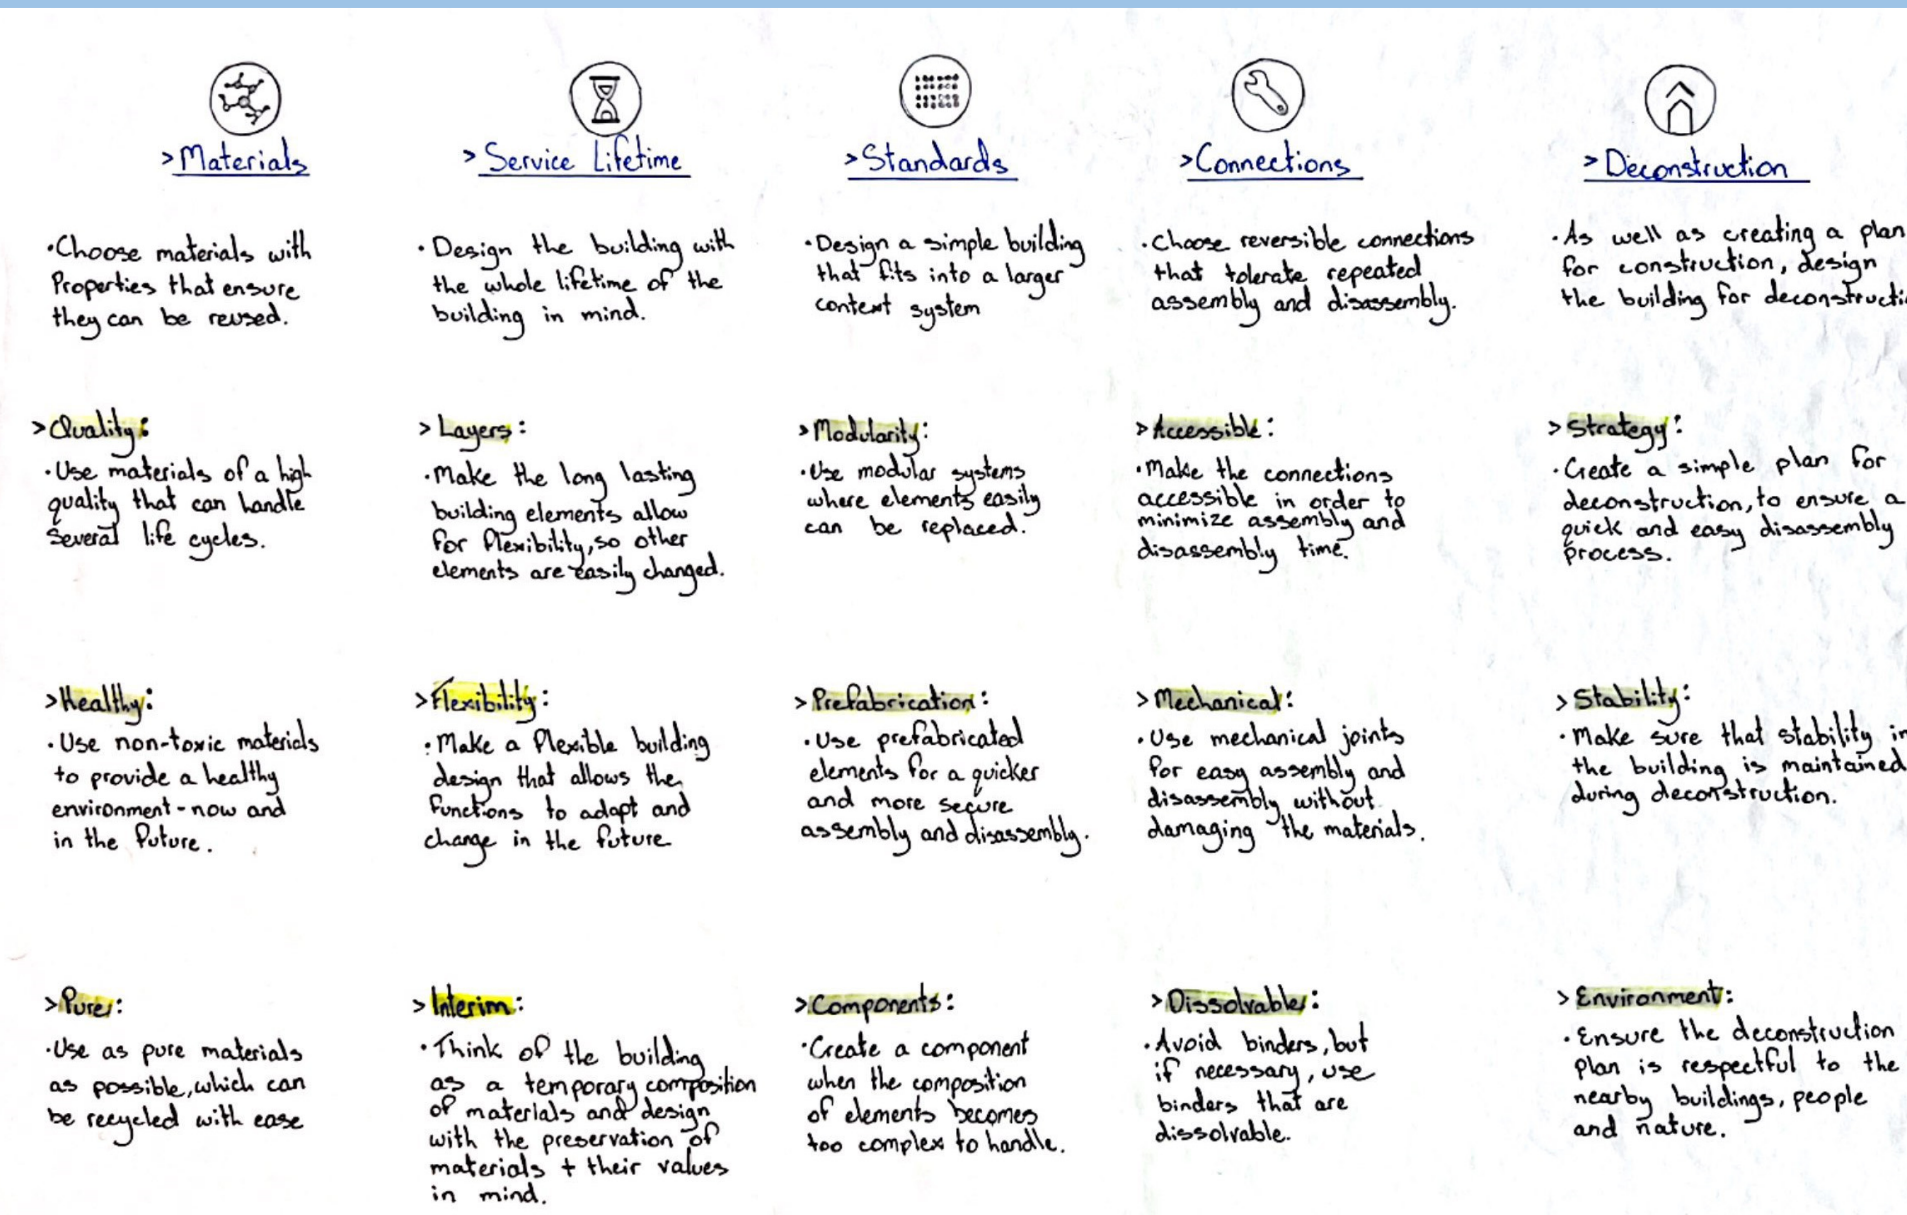 >Materials
•Choose materials with
Properties that ensure
they can be reused.
>Quality:
•Use materials of a high
quality that can handle
several life cycles.
>Healthy:
•Use non-toxic materials
to provide a healthy
environment - now and
in the future.
>Pure:
•Use as pure materials
as possible, which can
be recycled with ease
>Service Lifetime
•Design the building with
the whole lifetime of the
building in mind.
>Layers:
•Make the long lasting
building elements allow
for flexibility, so other
elements are easily changed.
>Flexibility:
•Make a flexible building
design that allows the
functions to adapt and
change in the future
>Interim:
•Think of the building
as a temporary composition
of materials and design
with the preservation of
materials + their values
in mind.
>Standards
•Design a simple building
that fits into a larger
context system
>Modularity:
•Use modular systems
where elements easily
can be replaced.
>Prefabrication:
•Use prefabricated
elements for a quicker
and more secure
assembly and disassembly.
>Components:
•Create a component
when the composition
of elements becomes
too complex to handle.
>Connections
•Choose reversible connections
that tolerate repeated
assembly and disassembly.
>Accessible:
•Make the connections
accessible in order to
minimize assembly and
disassembly time.
>Mechanical:
•Use mechanical joints
for easy assembly and
disassembly without
damaging the materials.
>Dissolvable:
•Avoid binders, but
if necessary, use
binders that are
dissolvable.
>Deconstruction
•As well as creating a plan
for construction, design
the building for deconstructi
>Strategy:
•Create a simple plan for
deconstruction, to ensure a
quick and easy disassembly
process.
>Stability:
•Make sure that stability in
the building is maintained
during deconstruction.
>Environment:
•Ensure the deconstruction
plan is respectful to the
nearby buildings, people
and nature.